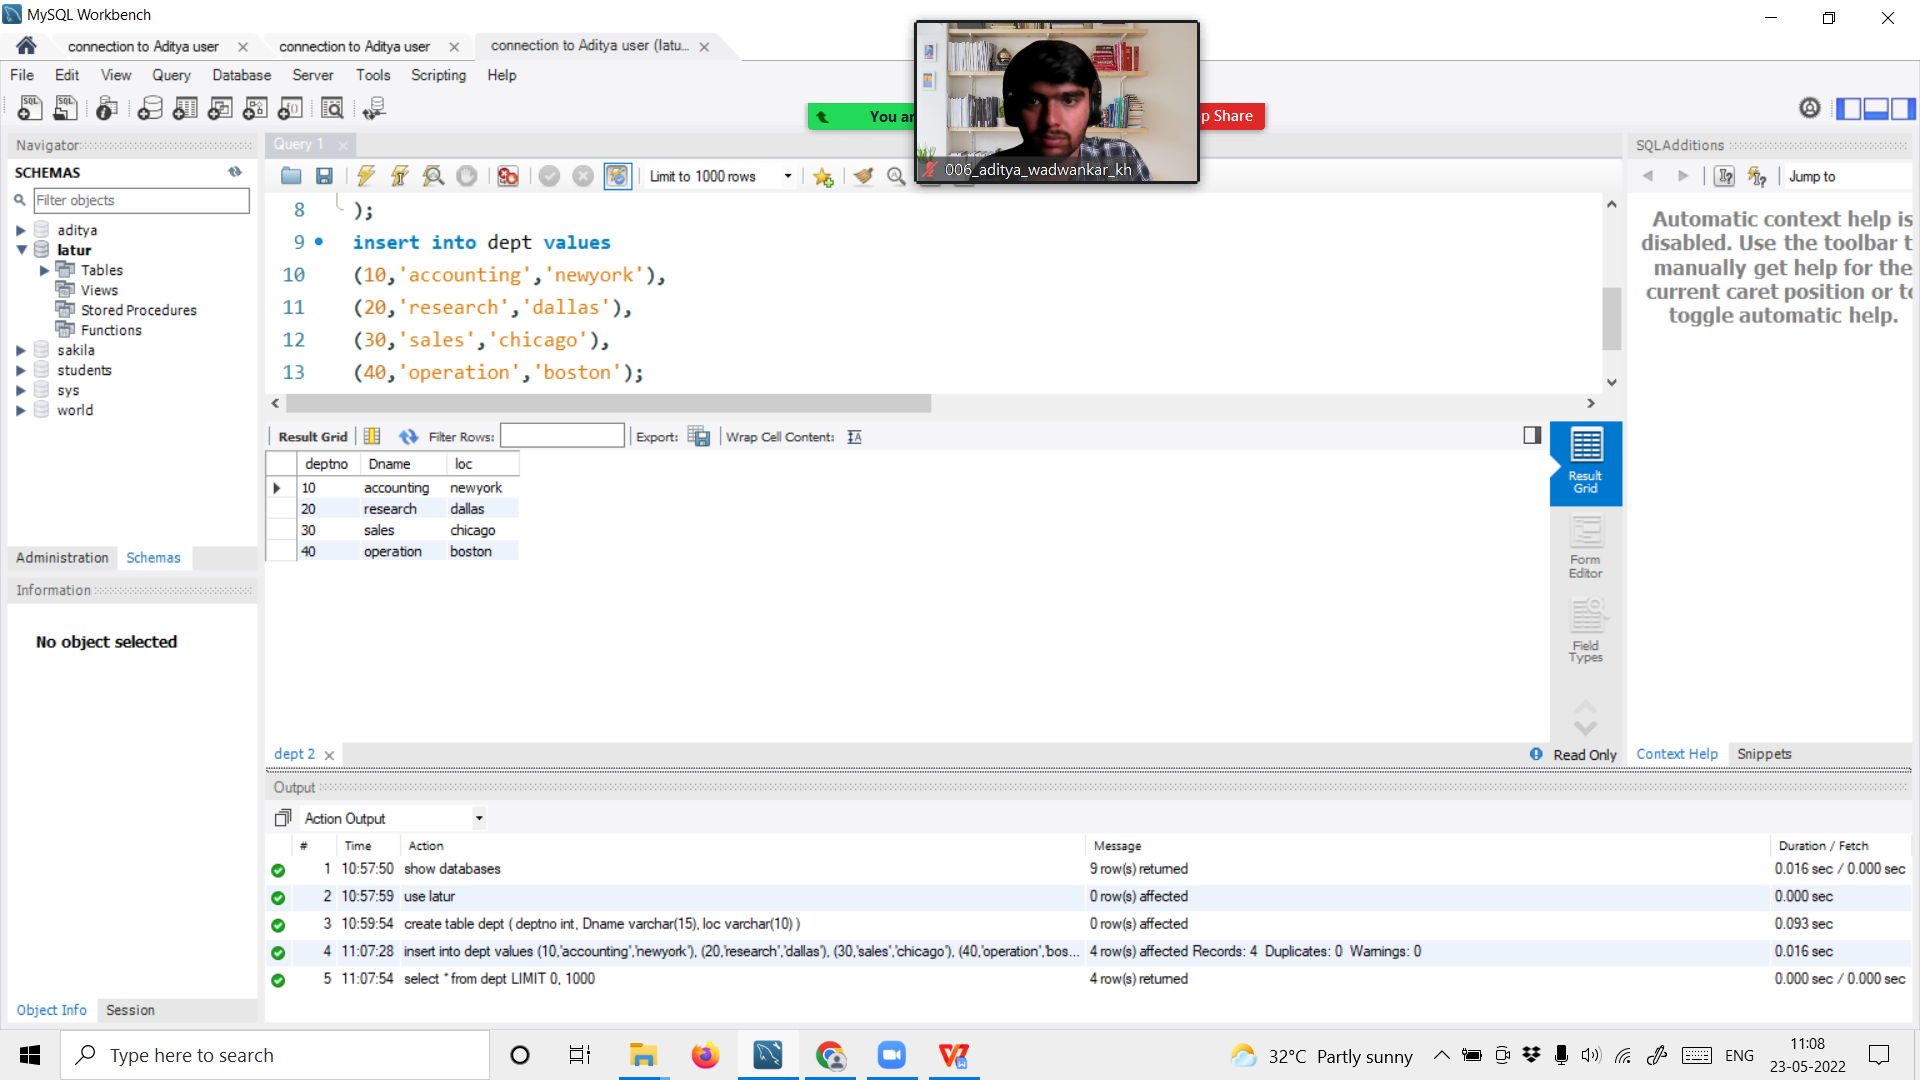 MySQL Workbench
connection to Aditya user
connection to Aditya user
connection to Aditya user (latu...
File Edit View Query Database Server Tools Scripting Help
You ar
p Share
006_aditya_wadwankar_kh
Navigator
SCHEMAS
Filter objects
aditya
latur
Tables
Views
Stored Procedures
Functions
sakila
students
sys
world
Administration Schemas
Information
No object selected
Object Info Session
Query 1
Limit to 1000 rows
8 );
9 insert into dept values
10 (10,'accounting','newyork'),
11 (20,'research','dallas'),
12 (30,'sales','chicago'),
13 (40,'operation','boston');
Result Grid Filter Rows: Export: Wrap Cell Content:
deptno Dname loc
10 accounting newyork
20 research dallas
30 sales chicago
40 operation boston
Result
Grid
Form
Editor
Field
Types
dept 2
Read Only
SQLAdditions
Jump to
Automatic context help is
disabled. Use the toolbar t
manually get help for the
current caret position or to
toggle automatic help.
Context Help Snippets
Output
Action Output
# Time Action Message Duration / Fetch
1 10:57:50 show databases 9 row(s) returned 0.016 sec / 0.000 sec
2 10:57:59 use latur 0 row(s) affected 0.000 sec
3 10:59:54 create table dept ( deptno int, Dname varchar(15), loc varchar(10) ) 0 row(s) affected 0.093 sec
4 11:07:28 insert into dept values (10,'accounting','newyork'), (20,'research','dallas'), (30,'sales','chicago'), (40,'operation','bos... 4 row(s) affected Records: 4 Duplicates: 0 Warnings: 0 0.016 sec
5 11:07:54 select * from dept LIMIT 0, 1000 4 row(s) returned 0.000 sec / 0.000 sec
Type here to search
32°C Partly sunny
ENG
11:08
23-05-2022